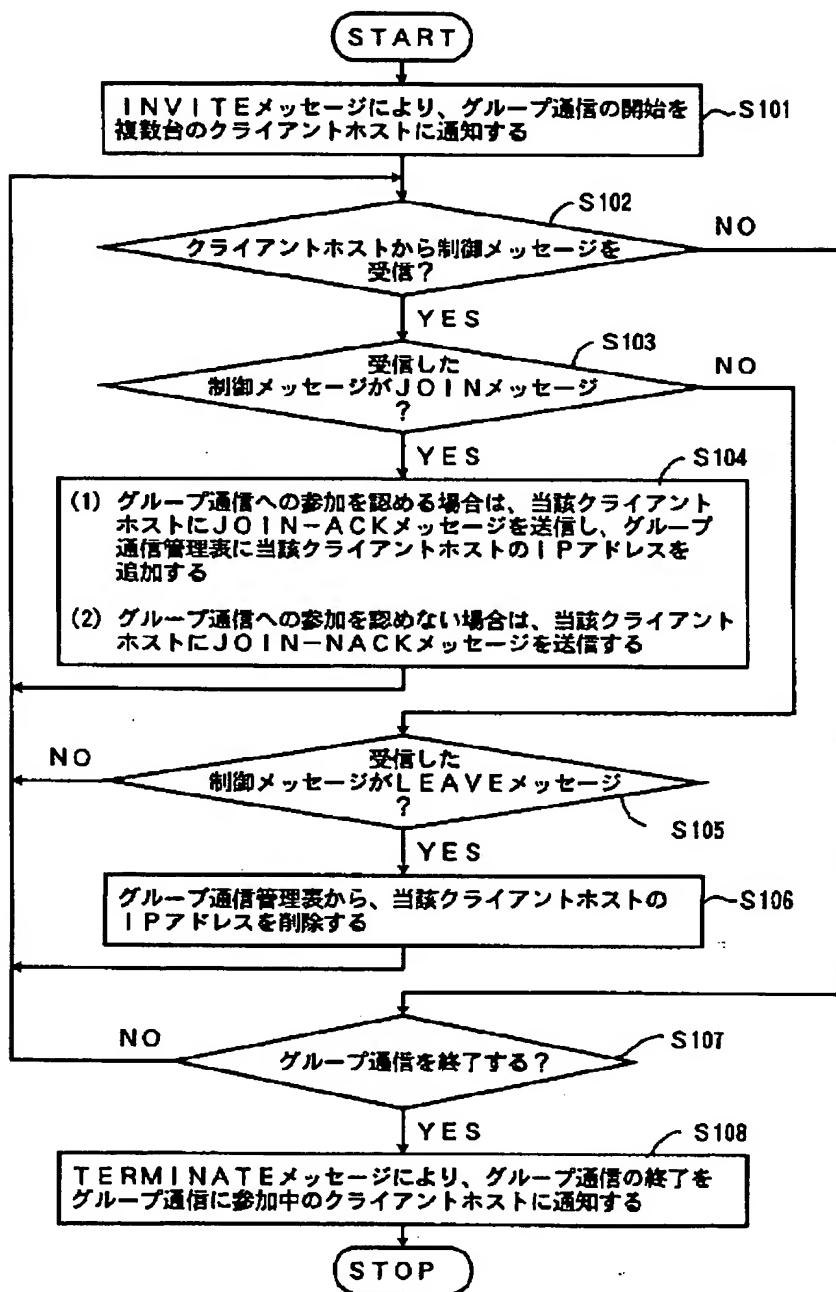 START
INVITEメッセージにより、グループ通信の開始を
複数台のクライアントホストに通知する
S101
S102
NO
クライアントホストから制御メッセージを
受信？
YES
S103
NO
受信した
制御メッセージがJOINメッセージ
？
YES
S104
(1) グループ通信への参加を認める場合は、当該クライアント
ホストにJOIN-ACKメッセージを送信し、グループ
通信管理表に当該クライアントホストのIPアドレスを
追加する
(2) グループ通信への参加を認めない場合は、当該クライアント
ホストにJOIN-NACKメッセージを送信する
NO
受信した
制御メッセージがLEAVEメッセージ
？
S105
YES
グループ通信管理表から、当該クライアントホストの
IPアドレスを削除する
S106
NO
グループ通信を終了する？
S107
YES
S108
TERMINATEメッセージにより、グループ通信の終了を
グループ通信に参加中のクライアントホストに通知する
STOP